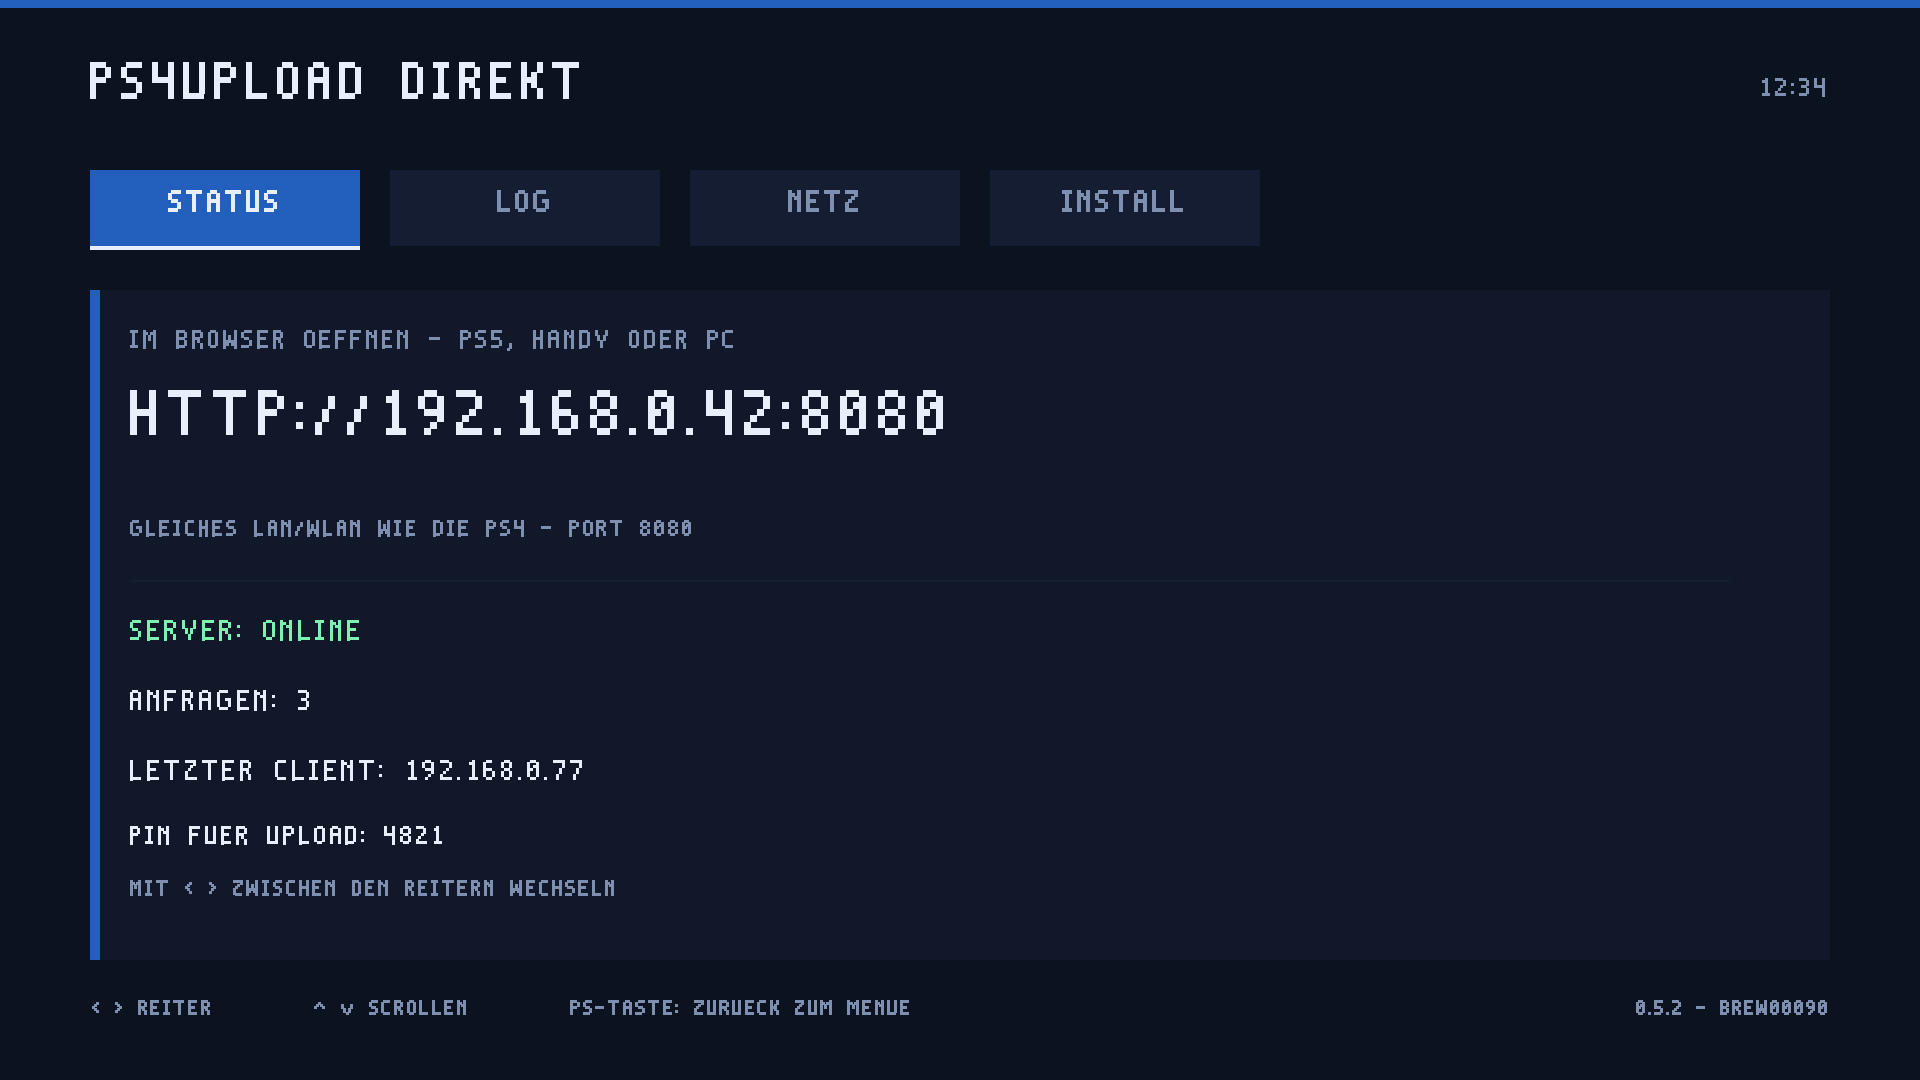 PS4UPLOAD DIREKT
12:34
STATUS
LOG
NETZ
INSTALL
IM BROWSER OEFFNEN - PS5, HANDY ODER PC
HTTP://192.168.0.42:8080
GLEICHES LAN/WLAN WIE DIE PS4 - PORT 8080
SERVER: ONLINE
ANFRAGEN: 3
LETZTER CLIENT: 192.168.0.77
PIN FUER UPLOAD: 4821
MIT < > ZWISCHEN DEN REITERN WECHSELN
< > REITER
^ v SCROLLEN
PS-TASTE: ZURUECK ZUM MENUE
0.5.2 - BREW00090